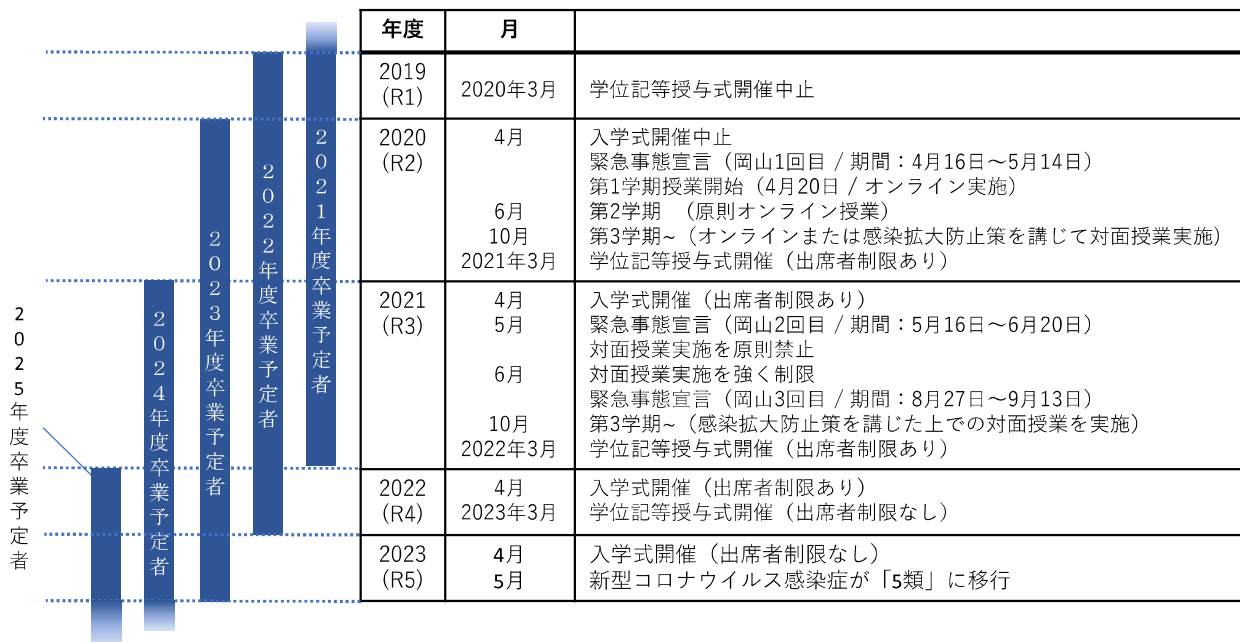 年度 月
2019
(R1)
2020年3月 学位記等授与式開催中止
2020
(R2)
4月 入学式開催中止
緊急事態宣言（岡山1回目 / 期間：4月16日～5月14日）
第1学期授業開始（4月20日 / オンライン実施）
6月 第2学期 （原則オンライン授業）
10月 第3学期~（オンラインまたは感染拡大防止策を講じて対面授業実施）
2021年3月 学位記等授与式開催（出席者制限あり）
2021
(R3)
4月 入学式開催（出席者制限あり）
5月 緊急事態宣言（岡山2回目 / 期間：5月16日～6月20日）
対面授業実施を原則禁止
6月 対面授業実施を強く制限
緊急事態宣言（岡山3回目 / 期間：8月27日～9月13日）
10月 第3学期~（感染拡大防止策を講じた上での対面授業を実施）
2022年3月 学位記等授与式開催（出席者制限あり）
2022
(R4)
4月 入学式開催（出席者制限あり）
2023年3月 学位記等授与式開催（出席者制限なし）
2023
(R5)
4月 入学式開催（出席者制限なし）
5月 新型コロナウイルス感染症が「5類」に移行
2021年度卒業予定者
2022年度卒業予定者
2023年度卒業予定者
2024年度卒業予定者
2025年度卒業予定者